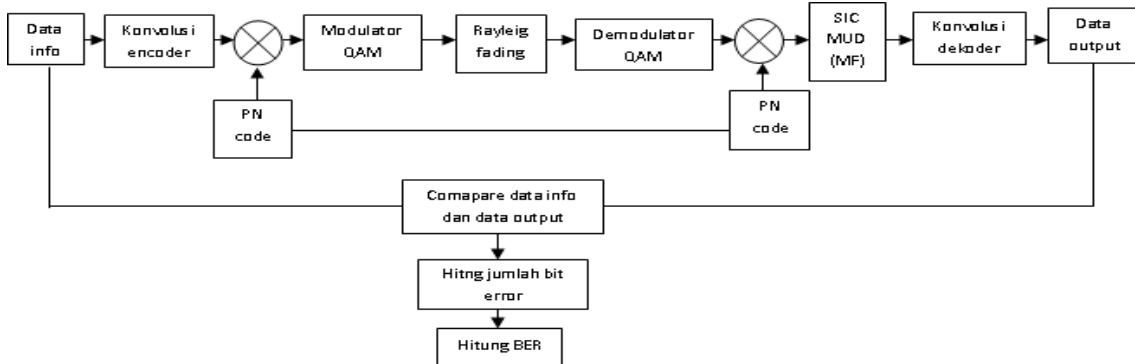 Data
info
Konvolusi
encoder
Modulator
QAM
Rayleig
fading
Demodulator
QAM
SIC
MUD
(MF)
Konvolusi
dekoder
Data
output
PN
code
PN
code
Comapare data info
dan data output
Hitng jumlah bit
error
Hitung BER